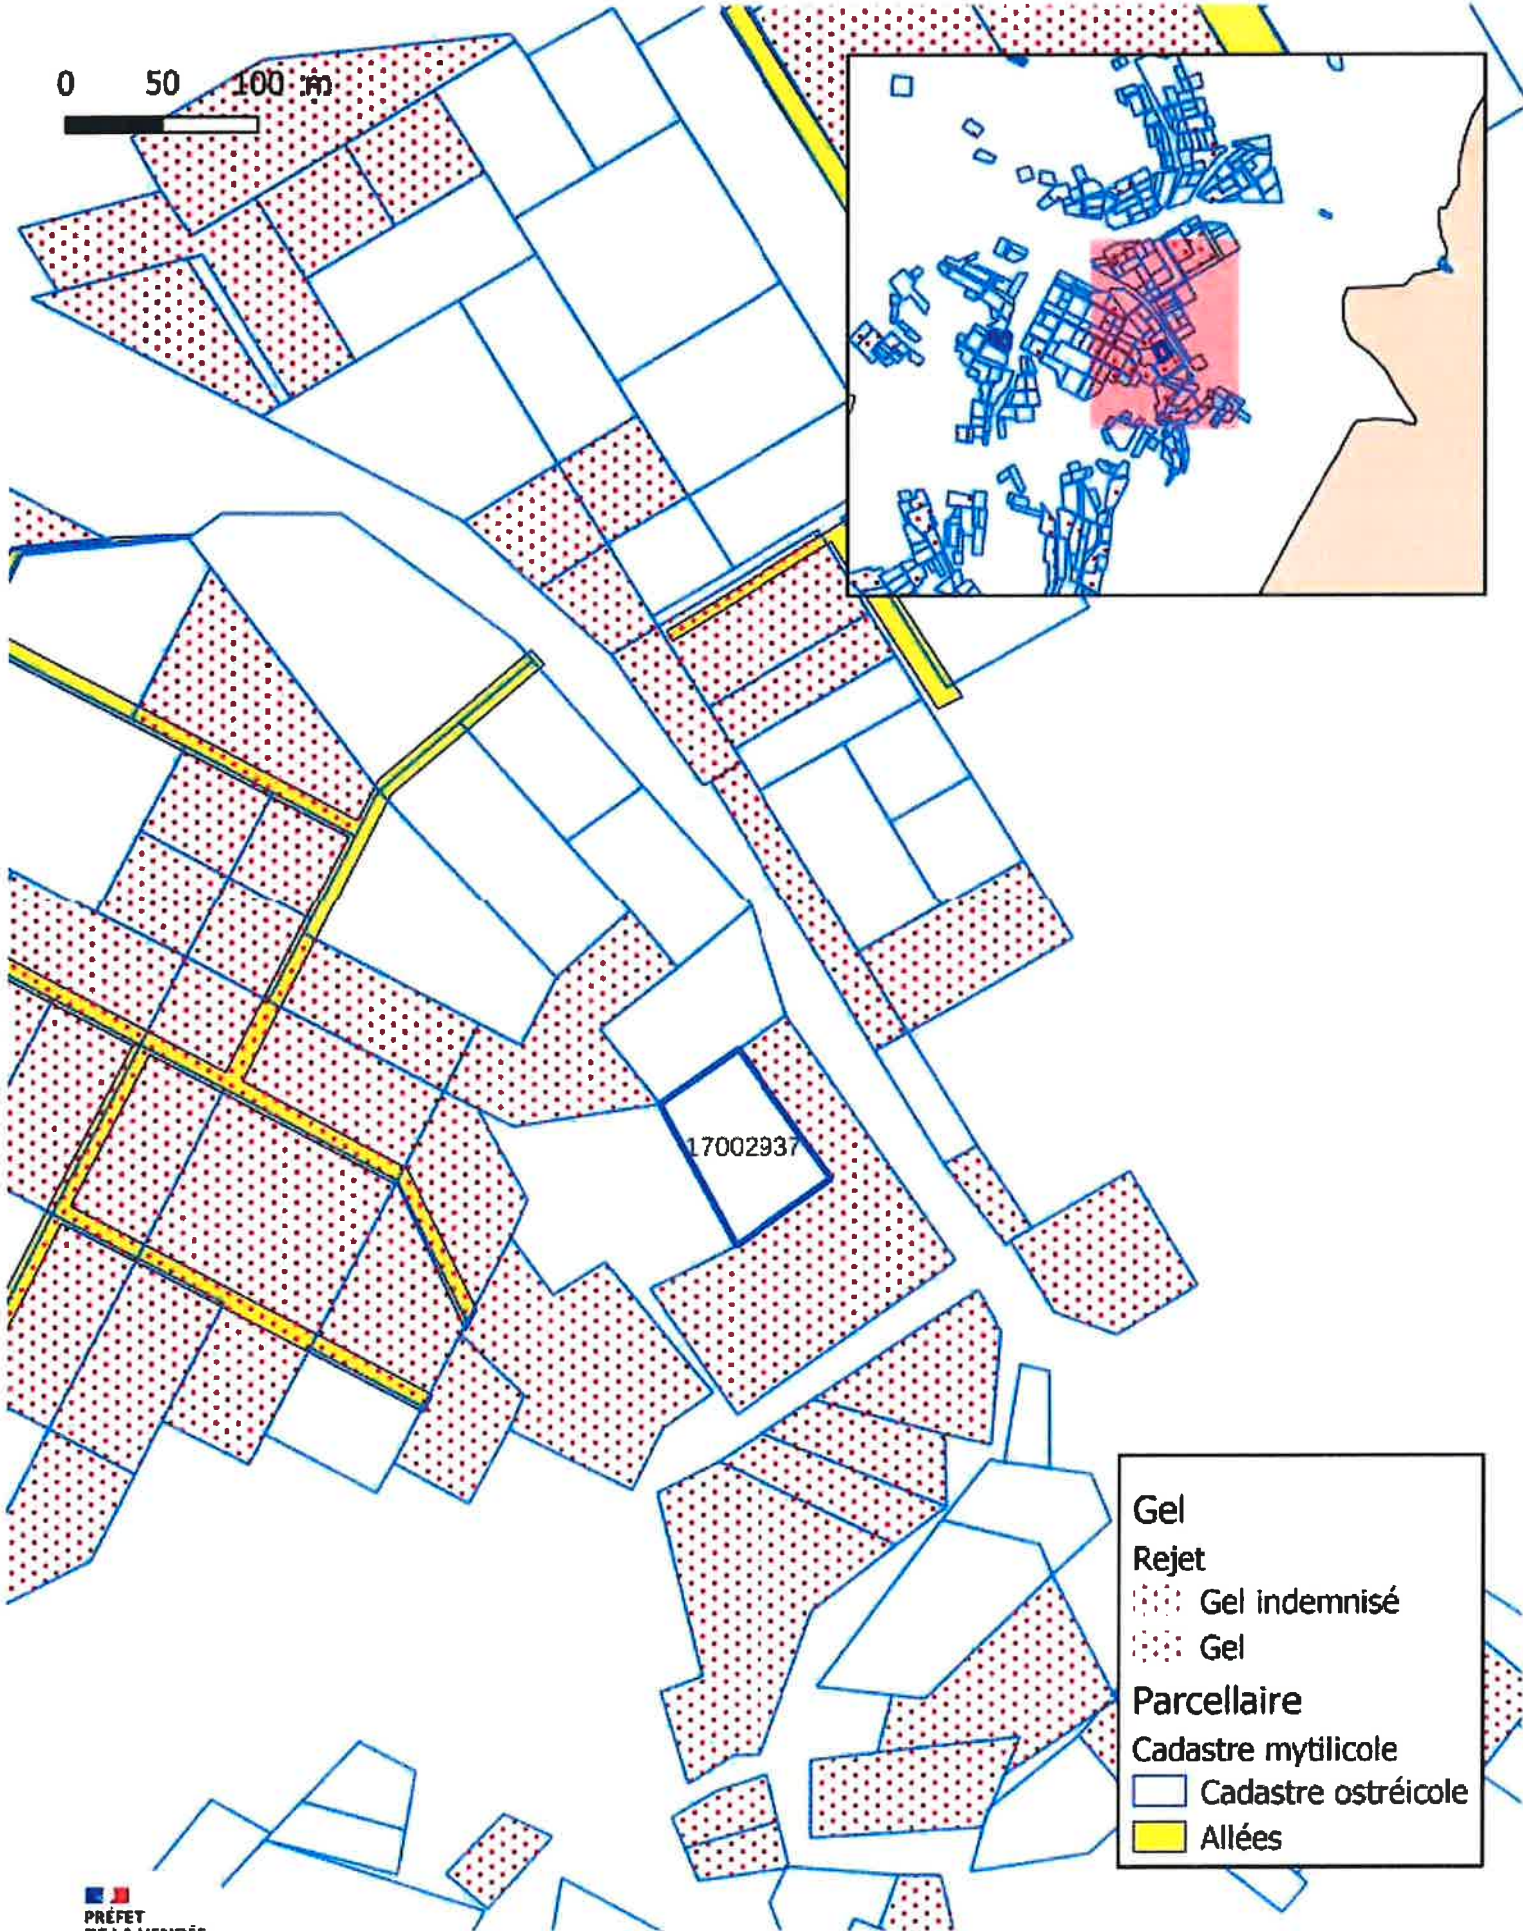 0 50 100 m
17002937
Gel
Rejet
Gel indemnisé
Gel
Parcellaire
Cadastre mytilicole
Cadastre ostréicole
Allées
PRÉFET